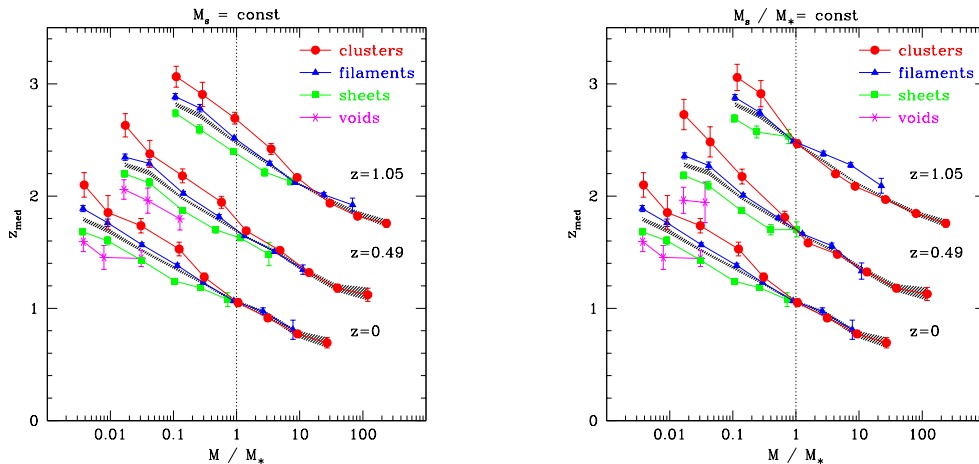 M_s = const
z_med
3
2
1
0
clusters
filaments
sheets
voids
z=1.05
z=0.49
z=0
0.01
0.1
1
10
100
M / M_*
M_s / M_* = const
z_med
3
2
1
0
clusters
filaments
sheets
voids
z=1.05
z=0.49
z=0
0.01
0.1
1
10
100
M / M_*